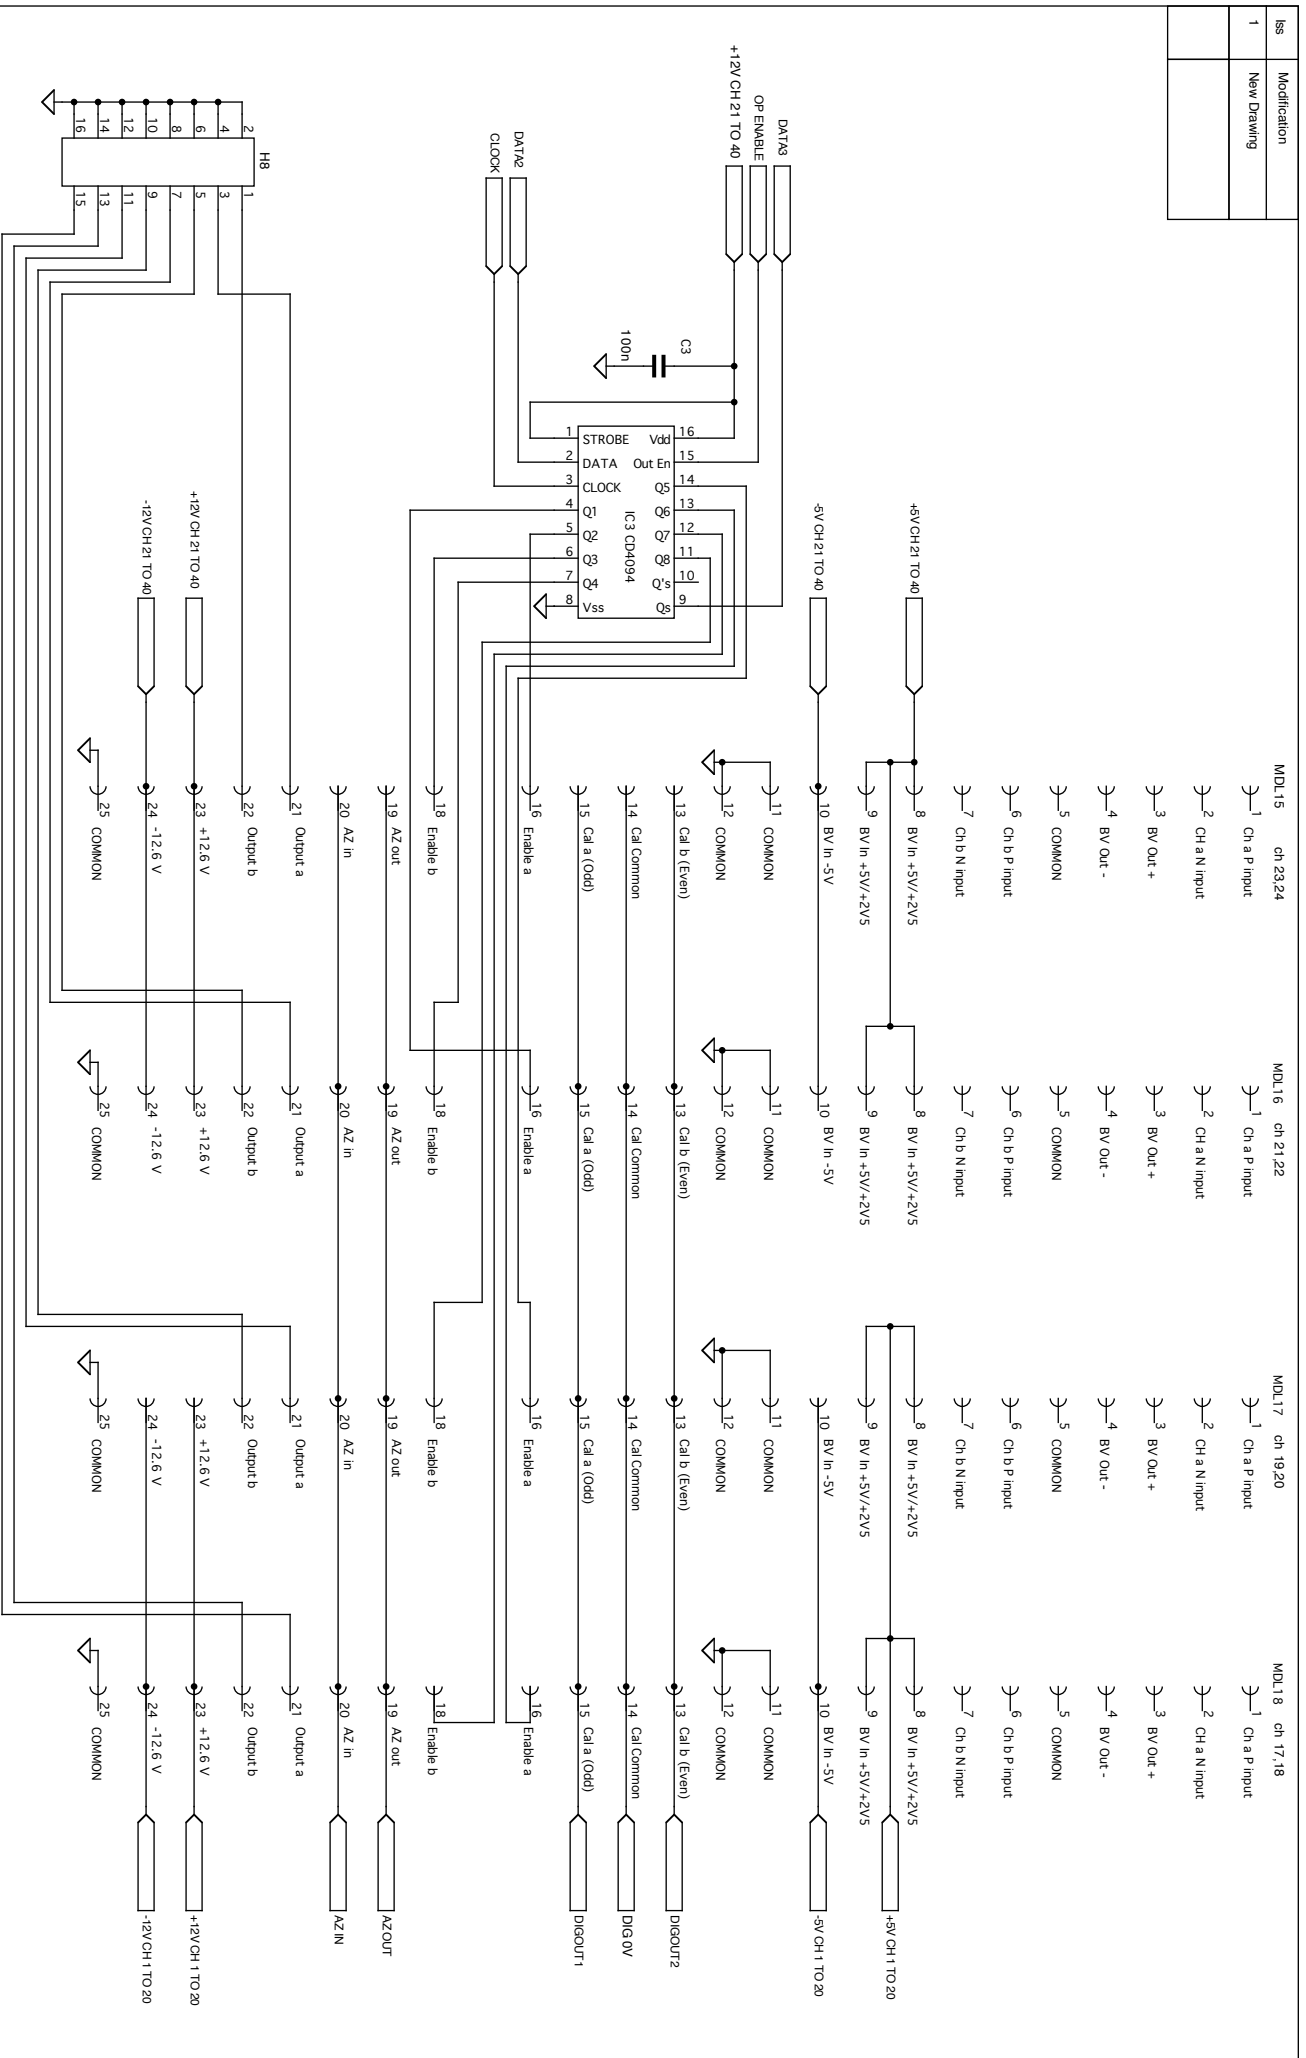 Iss Modification
1 New Drawing
MDL15 ch 23,24
1 Ch a P input
2 CH a N input
3 BV Out +
4 BV Out -
5 COMMON
6 Ch b P input
7 Ch b N input
8 BV In +5V/+2V5
9 BV In +5V/+2V5
10 BV In -5V
11 COMMON
12 COMMON
13 Cal b (Even)
14 Cal Common
15 Cal a (Odd)
16 Enable a
18 Enable b
19 AZ out
20 AZ in
21 Output a
22 Output b
23 +12.6 V
24 -12.6 V
25 COMMON
MDL16 ch 21,22
1 Ch a P input
2 CH a N input
3 BV Out +
4 BV Out -
5 COMMON
6 Ch b P input
7 Ch b N input
8 BV In +5V/+2V5
9 BV In +5V/+2V5
10 BV In -5V
11 COMMON
12 COMMON
13 Cal b (Even)
14 Cal Common
15 Cal a (Odd)
16 Enable a
18 Enable b
19 AZ out
20 AZ in
21 Output a
22 Output b
23 +12.6 V
24 -12.6 V
25 COMMON
MDL17 ch 19,20
1 Ch a P input
2 CH a N input
3 BV Out +
4 BV Out -
5 COMMON
6 Ch b P input
7 Ch b N input
8 BV In +5V/+2V5
9 BV In +5V/+2V5
10 BV In -5V
11 COMMON
12 COMMON
13 Cal b (Even)
14 Cal Common
15 Cal a (Odd)
16 Enable a
18 Enable b
19 AZ out
20 AZ in
21 Output a
22 Output b
23 +12.6 V
24 -12.6 V
25 COMMON
MDL18 ch 17,18
1 Ch a P input
2 CH a N input
3 BV Out +
4 BV Out -
5 COMMON
6 Ch b P input
7 Ch b N input
8 BV In +5V/+2V5
9 BV In +5V/+2V5
10 BV In -5V
11 COMMON
12 COMMON
13 Cal b (Even)
14 Cal Common
15 Cal a (Odd)
16 Enable a
18 Enable b
19 AZ out
20 AZ in
21 Output a
22 Output b
23 +12.6 V
24 -12.6 V
25 COMMON
+5V CH 21 TO 40
-5V CH 21 TO 40
+12V CH 21 TO 40
-12V CH 21 TO 40
+5V CH 1 TO 20
-5V CH 1 TO 20
DIGOUT2
DIG 0V
DIGOUT1
AZ OUT
AZ IN
+12V CH 1 TO 20
-12V CH 1 TO 20
DATA3
OP ENABLE
+12V CH 21 TO 40
DATA2
CLOCK
C3
100n
IC3 CD4094
1 STROBE
2 DATA
3 CLOCK
4 Q1
5 Q2
6 Q3
7 Q4
8 Vss
16 Vdd
15 Out En
14 Q5
13 Q6
12 Q7
11 Q8
10 Q's
9 Qs
H8
2 1
4 3
6 5
8 7
10 9
12 11
14 13
16 15